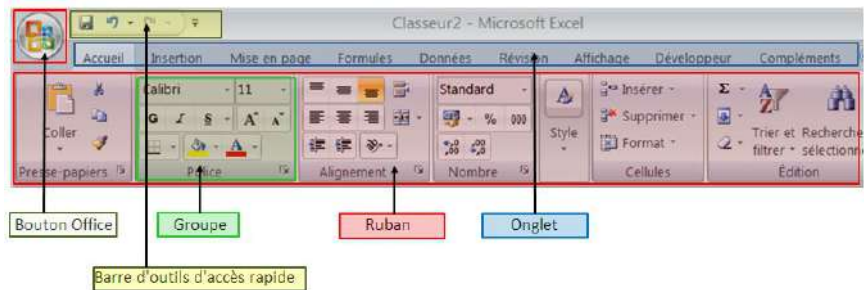 Classeur2 - Microsoft Excel
Accueil Insertion Mise en page Formules Données Révision Affichage Développeur Compléments
Calibri 11 Standard Insérer Σ A Z
G I S A A % 000 Supprimer
Coller A Style Format Trier et Recherche
filtrer sélectionn
Presse-papiers Police Alignement Nombre Cellules Édition
Bouton Office Groupe Ruban Onglet
Barre d'outils d'accès rapide